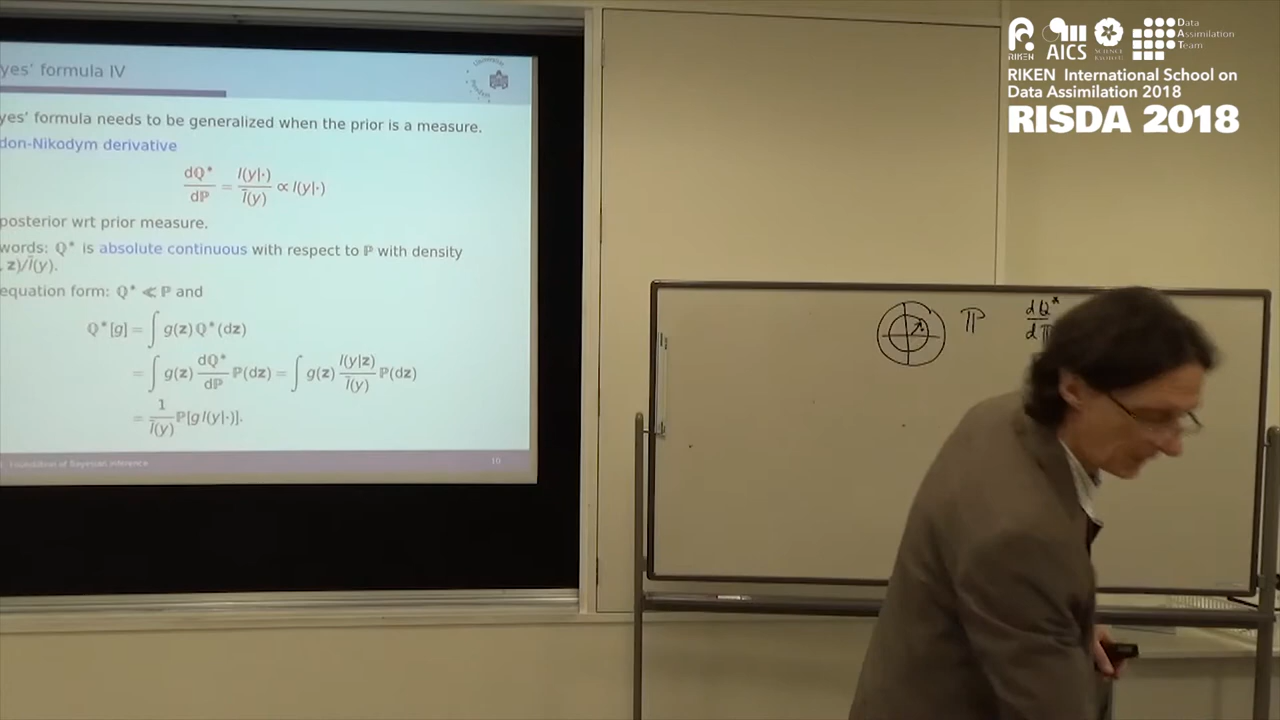 yes' formula IV
yes' formula needs to be generalized when the prior is a measure.
don-Nikodym derivative
dℚ*/dℙ = l(y|·)/l̄(y) ∝ l(y|·)
posterior wrt prior measure.
words: ℚ* is absolute continuous with respect to ℙ with density
, z)/l̄(y).
equation form: ℚ* ≪ ℙ and
ℚ*[g] = ∫ g(z) ℚ*(dz)
= ∫ g(z) dℚ*/dℙ ℙ(dz) = ∫ g(z) l(y|z)/l̄(y) ℙ(dz)
= 1/l̄(y) ℙ[g l(y|·)].
Foundation of Bayesian inference
10
ℙ
dℚ*
dℙ
RIKEN
AICS
Data
Assimilation
Team
RIKEN International School on
Data Assimilation 2018
RISDA 2018